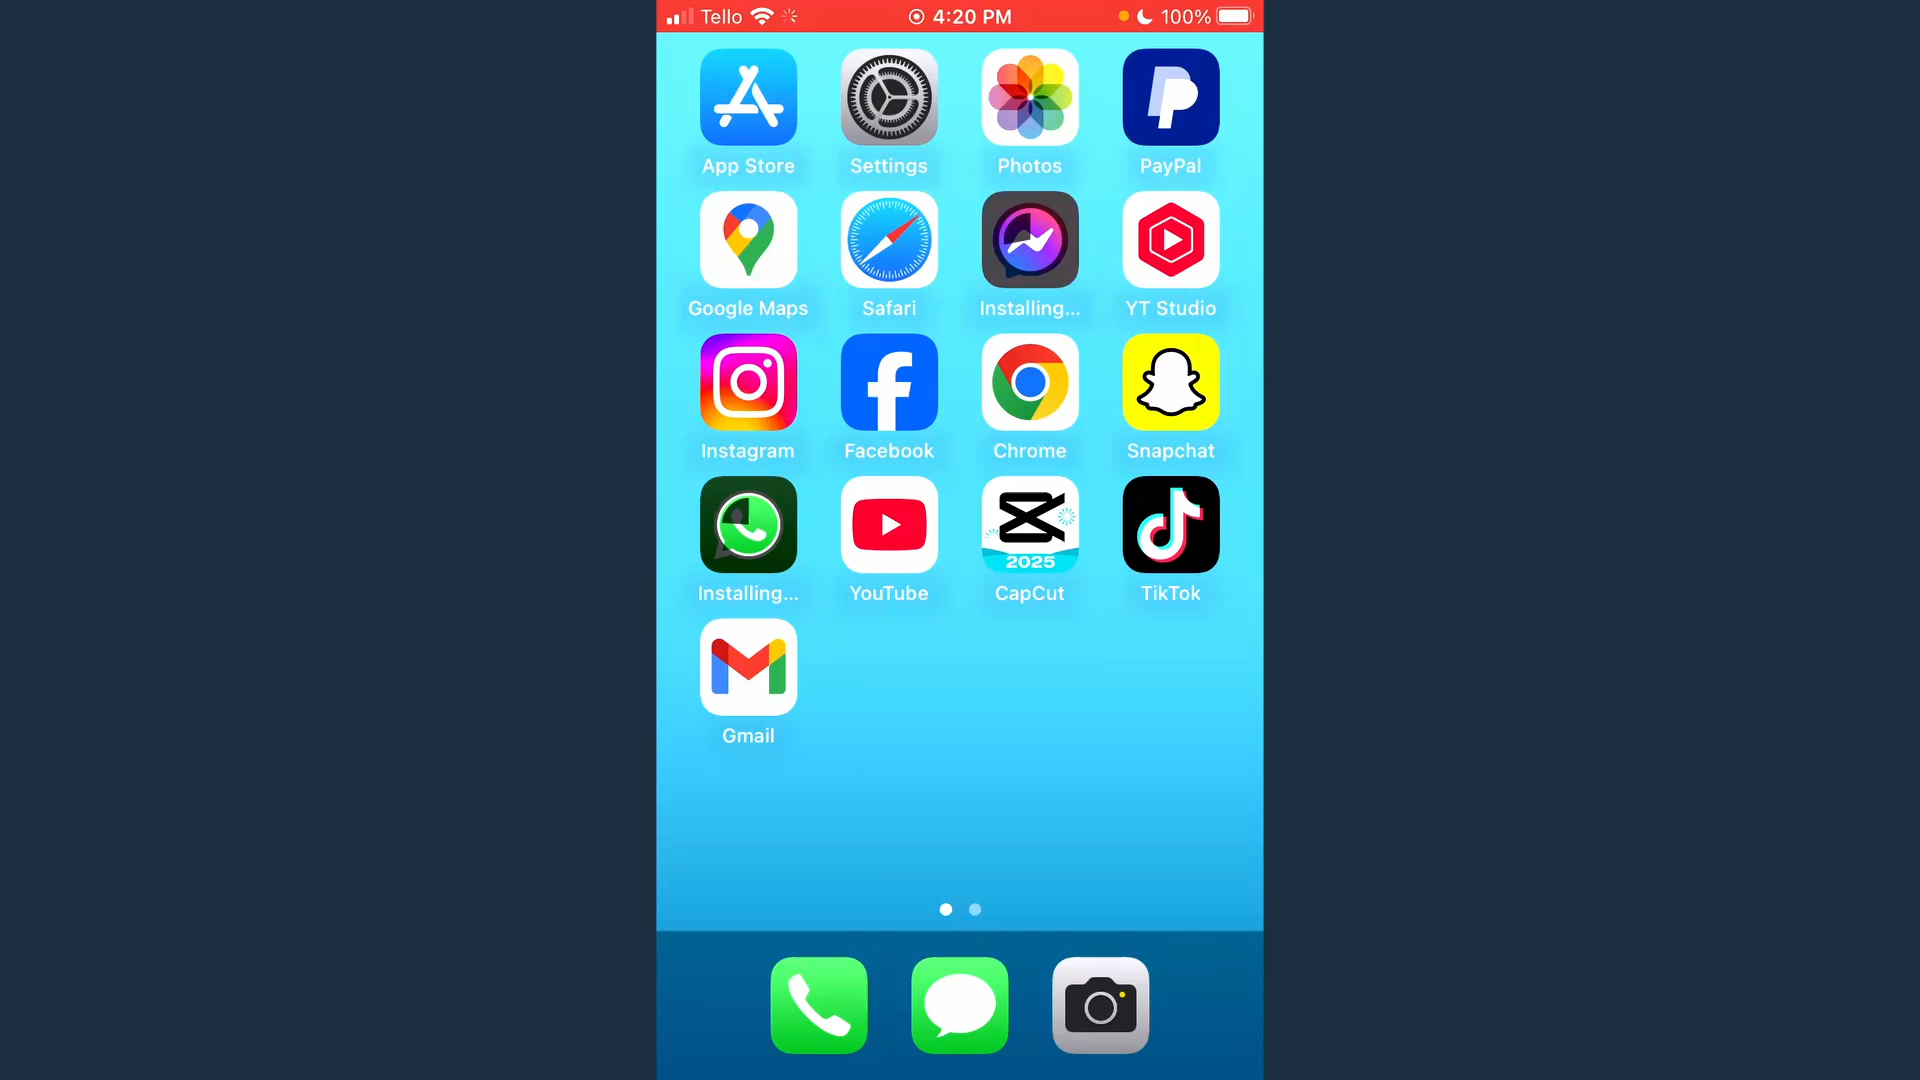 Tello 4:20 PM 100%
App Store Settings Photos PayPal
Google Maps Safari Installing... YT Studio
Instagram Facebook Chrome Snapchat
2025
Installing... YouTube CapCut TikTok
Gmail